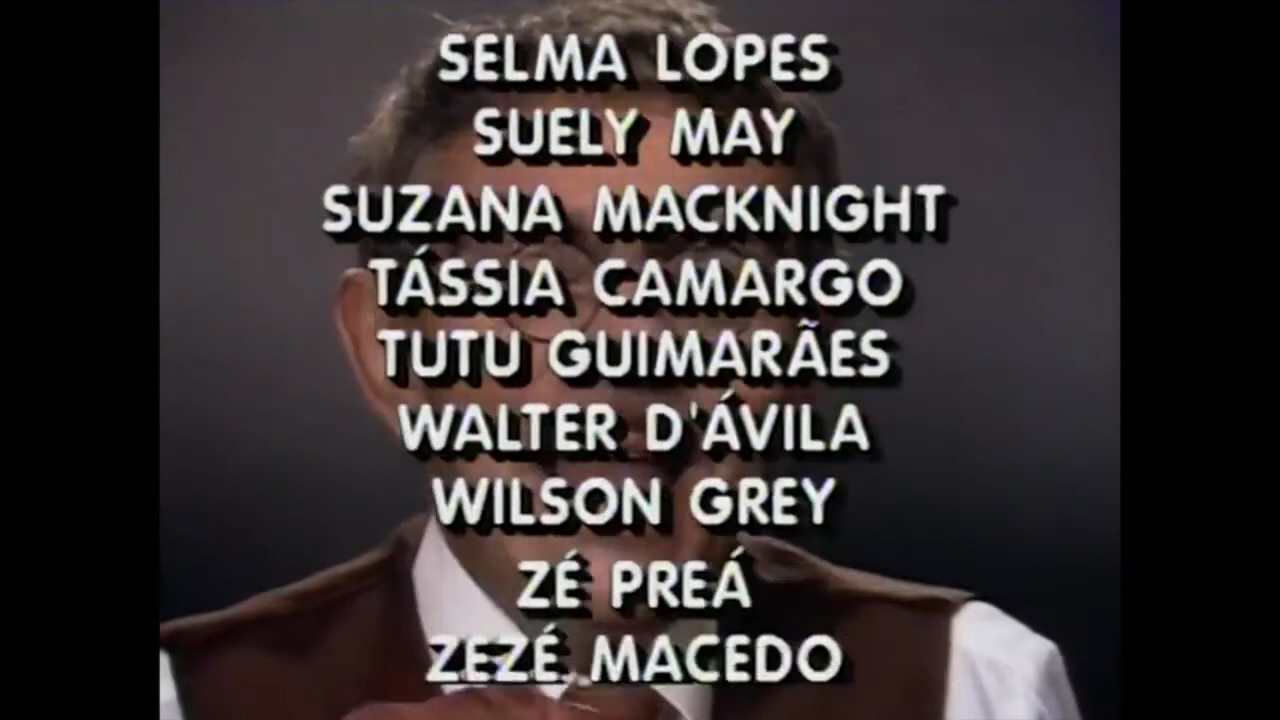 SELMA LOPES
SUELY MAY
SUZANA MACKNIGHT
TÁSSIA CAMARGO
TUTU GUIMARÃES
WALTER D'ÁVILA
WILSON GREY
ZÉ PREÁ
ZEZÉ MACEDO